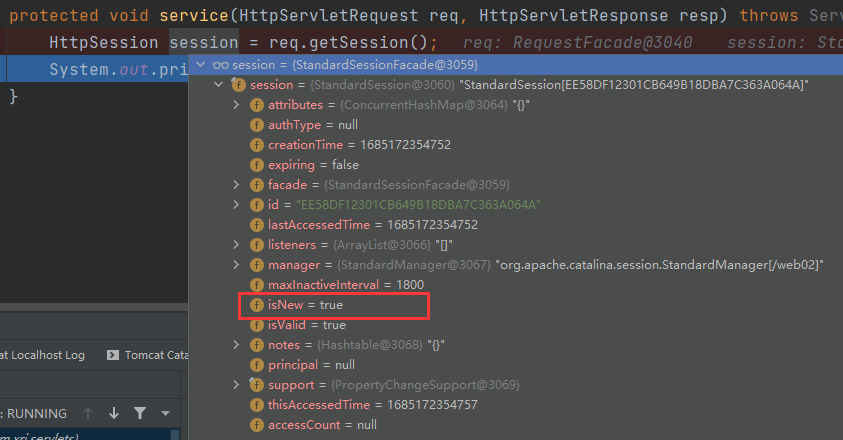 protected void service(HttpServletRequest req, HttpServletResponse resp) throws Serv
HttpSession session = req.getSession(); req: RequestFacade@3040 session: Sta
System.out.pri
}
session = {StandardSessionFacade@3059}
session = {StandardSession@3060} "StandardSession[EE58DF12301CB649B18DBA7C363A064A]"
attributes = {ConcurrentHashMap@3064} "{}"
authType = null
creationTime = 1685172354752
expiring = false
facade = {StandardSessionFacade@3059}
id = "EE58DF12301CB649B18DBA7C363A064A"
lastAccessedTime = 1685172354752
listeners = {ArrayList@3066} "[]"
manager = {StandardManager@3067} "org.apache.catalina.session.StandardManager[/web02]"
maxInactiveInterval = 1800
isNew = true
isValid = true
notes = {Hashtable@3068} "{}"
principal = null
support = {PropertyChangeSupport@3069}
thisAccessedTime = 1685172354757
accessCount = null
at Localhost Log
Tomcat Cata
: RUNNING